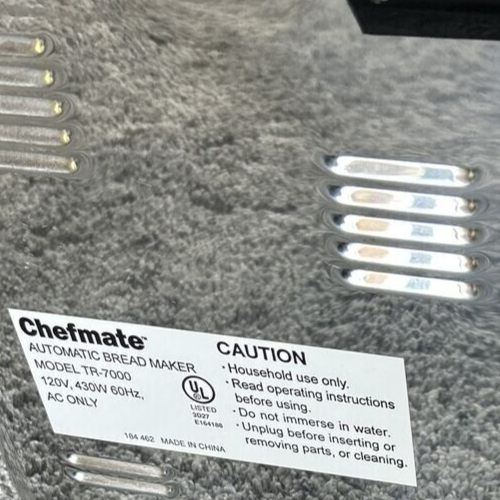 Chefmate
AUTOMATIC BREAD MAKER
MODEL TR-7000
120V, 430W 60Hz,
AC ONLY
UL
LISTED
3D27
E164188
184 462 MADE IN CHINA
CAUTION
· Household use only.
· Read operating instructions
before using.
· Do not immerse in water.
· Unplug before inserting or
removing parts, or cleaning.